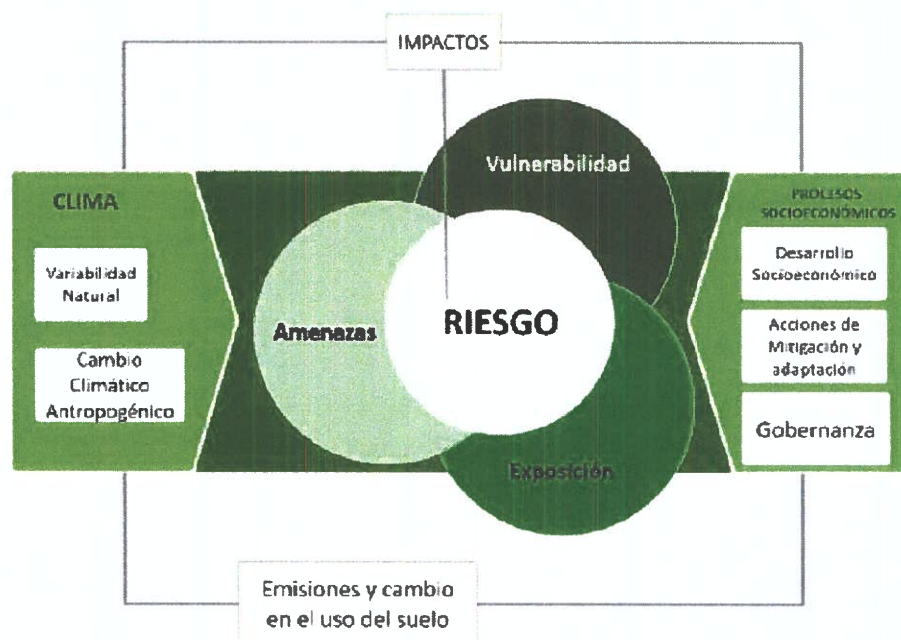 IMPACTOS
CLIMA
Variabilidad
Natural
Cambio
Climático
Antropogénico
Vulnerabilidad
Amenazas
RIESGO
Exposición
PROCESOS
SOCIOECONÓMICOS
Desarrollo
Socioeconómico
Acciones de
Mitigación y
adaptación
Gobernanza
Emisiones y cambio
en el uso del suelo